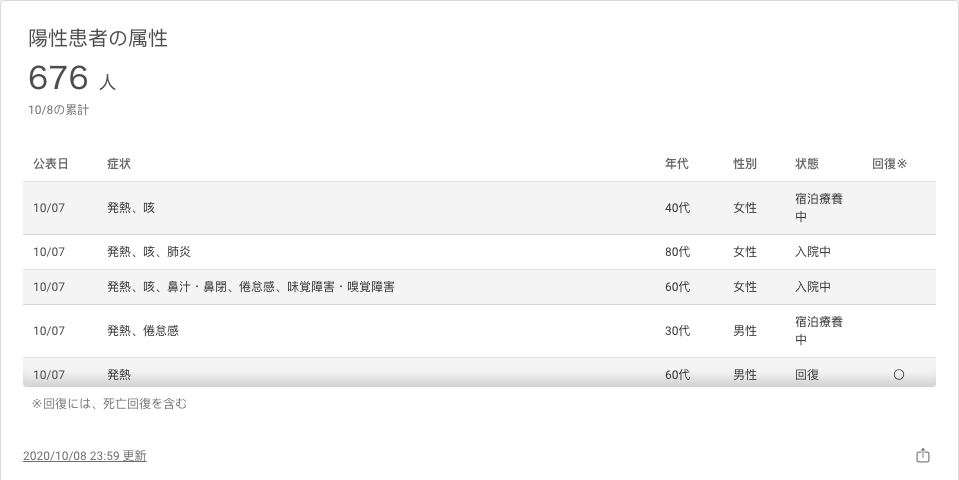 陽性患者の属性
676 人
10/8の累計
公表日 症状 年代 性別 状態 回復※
10/07 発熱、咳 40代 女性 宿泊療養
中
10/07 発熱、咳、肺炎 80代 女性 入院中
10/07 発熱、咳、鼻汁・鼻閉、倦怠感、味覚障害・嗅覚障害 60代 女性 入院中
10/07 発熱、倦怠感 30代 男性 宿泊療養
中
10/07 発熱 60代 男性 回復 〇
※回復には、死亡回復を含む
2020/10/08 23:59 更新